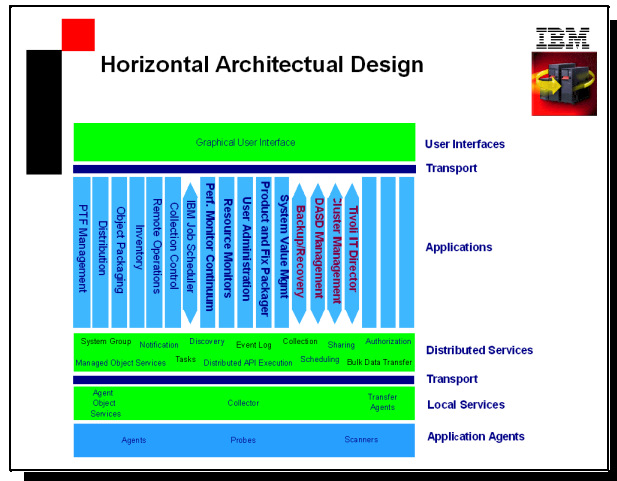 IBM
Horizontal Architectual Design
Graphical User Interface
User Interfaces
Transport
PTF Management
Distribution
Object Packaging
Inventory
Remote Operations
Collection Control
IBM Job Scheduler
Perf. Monitor Continuum
Resource Monitors
User Administration
Product and Fix Packager
System Value Mgmt
Backup/Recovery
DASD Management
Cluster Management
Tivoli IT Director
Applications
System Group Notification Discovery Event Log Collection Sharing Authorization
Managed Object Services Tasks Distributed API Execution Scheduling Bulk Data Transfer
Distributed Services
Transport
Agent
Object
Services
Collector
Transfer
Agents
Local Services
Agents
Probes
Scanners
Application Agents